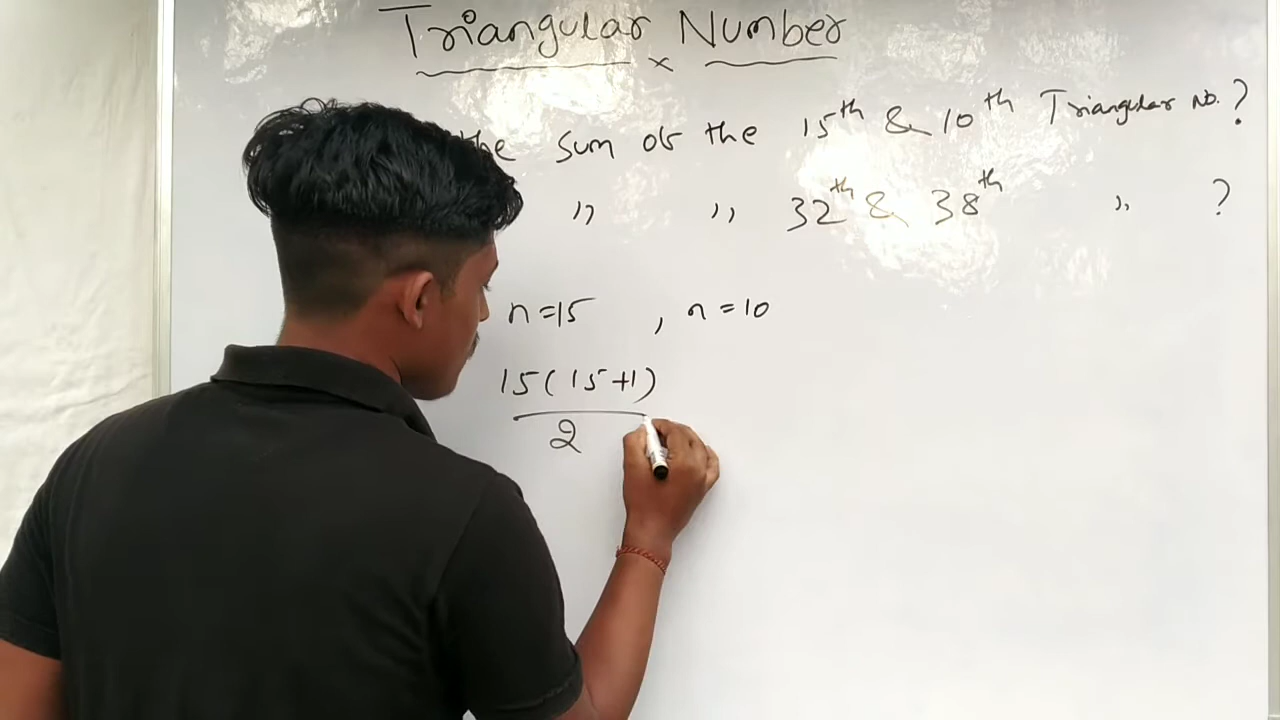 Triangular Number
the Sum of the 15th & 10th Triangular No. ?
,, ,, 32th & 38th ,, ?
n=15 , n=10
15(15+1)
2